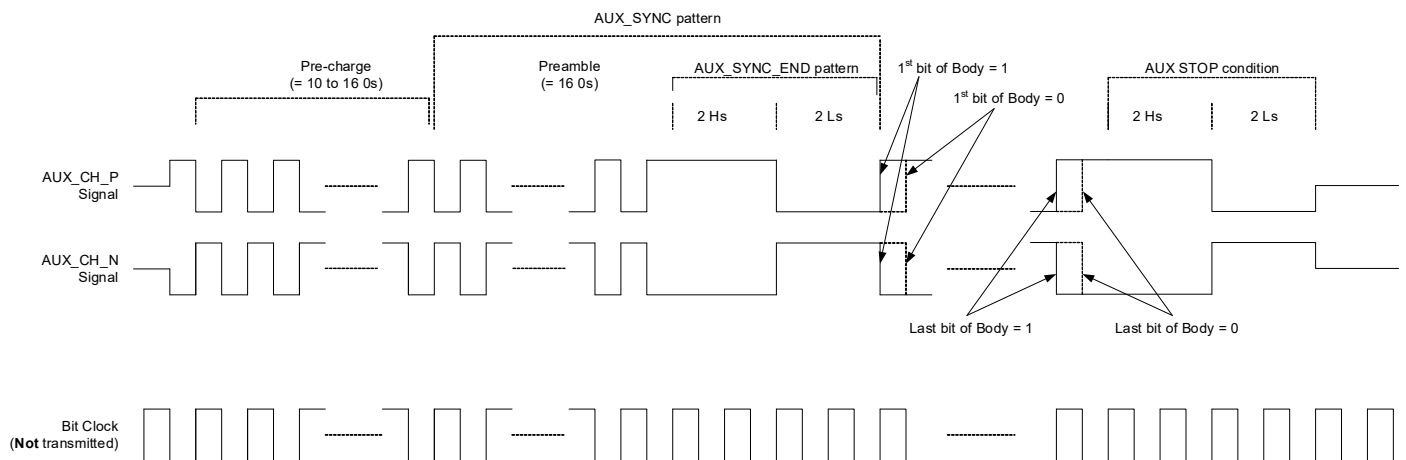 AUX_SYNC pattern
Pre-charge
(= 10 to 16 0s)
Preamble
(= 16 0s)
AUX_SYNC_END pattern
1st bit of Body = 1
AUX STOP condition
1st bit of Body = 0
2 Hs
2 Ls
2 Hs
2 Ls
AUX_CH_P
Signal
AUX_CH_N
Signal
Last bit of Body = 1
Last bit of Body = 0
Bit Clock
(Not transmitted)